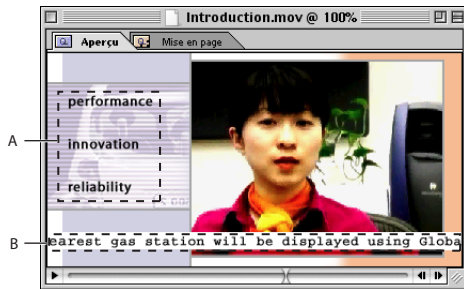 Introduction.mov @ 100%
Aperçu
Mise en page
performance
A
innovation
reliability
B
earest gas station will be displayed using Globa